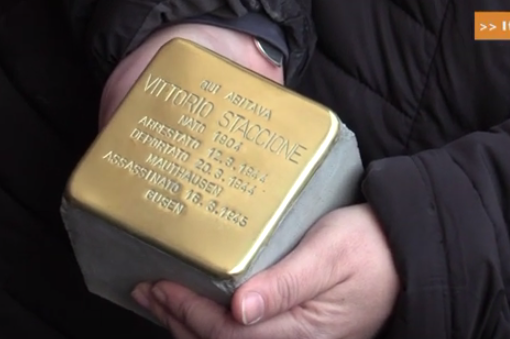 QUI ABITAVA
VITTORIO STACCIONE
NATO 1904
ARRESTATO 12.3.1944
DEPORTATO 20.3.1944
MAUTHAUSEN
ASSASSINATO 16.3.1945
GUSEN
>>